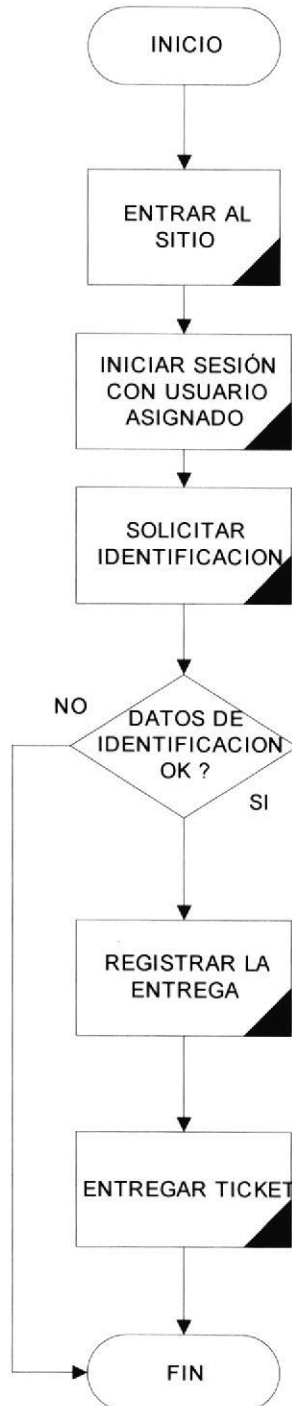 INICIO
ENTRAR AL
SITIO
INICIAR SESIÓN
CON USUARIO
ASIGNADO
SOLICITAR
IDENTIFICACION
NO
DATOS DE
IDENTIFICACION
OK ?
SI
REGISTRAR LA
ENTREGA
ENTREGAR TICKET
FIN